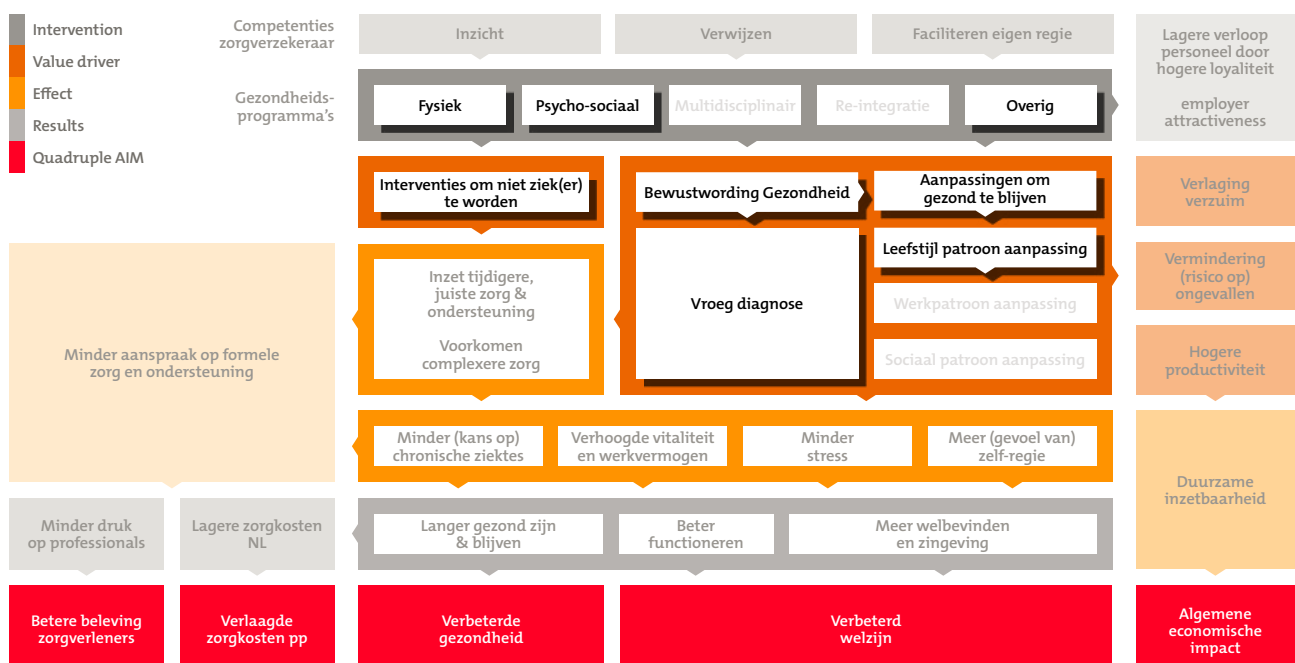 Intervention
Value driver
Effect
Results
Quadruple AIM
Competenties
zorgverzekeraar
Inzicht
Verwijzen
Faciliteren eigen regie
Gezondheids-
programma's
Fysiek
Psycho-sociaal
Multidisciplinair
Re-integratie
Overig
Lagere verloop
personeel door
hogere loyaliteit
employer
attractiveness
Interventies om niet ziek(er)
te worden
Bewustwording Gezondheid
Aanpassingen om
gezond te blijven
Verlaging
verzuim
Inzet tijdigere,
juiste zorg &
ondersteuning
Voorkomen
complexere zorg
Vroeg diagnose
Leefstijl patroon aanpassing
Werkpatroon aanpassing
Sociaal patroon aanpassing
Vermindering
(risico op)
ongevallen
Hogere
productiviteit
Minder aanspraak op formele
zorg en ondersteuning
Minder (kans op)
chronische ziektes
Verhoogde vitaliteit
en werkvermogen
Minder
stress
Meer (gevoel van)
zelf-regie
Duurzame
inzetbaarheid
Minder druk
op professionals
Lagere zorgkosten
NL
Langer gezond zijn
& blijven
Beter
functioneren
Meer welbevinden
en zingeving
Betere beleving
zorgverleners
Verlaagde
zorgkosten pp
Verbeterde
gezondheid
Verbeterd
welzijn
Algemene
economische
impact